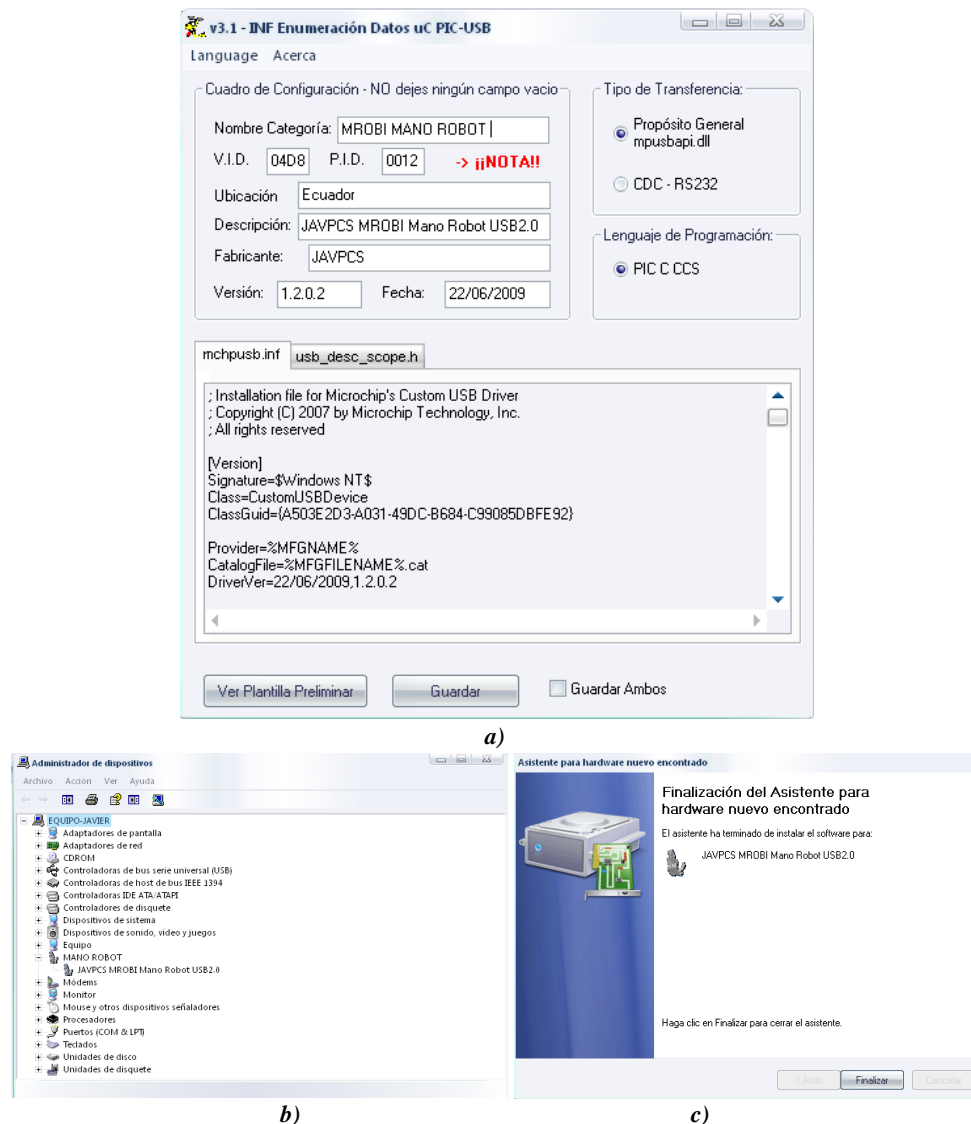 v3.1 - INF Enumeración Datos uC PIC-USB
Language Acerca
Cuadro de Configuración - NO dejes ningún campo vacio
Nombre Categoría: MROBI MANO ROBOT
V.I.D. 04D8 P.I.D. 0012 -> ¡¡NOTA!!
Ubicación Ecuador
Descripción: JAVPCS MROBI Mano Robot USB2.0
Fabricante: JAVPCS
Versión: 1.2.0.2 Fecha: 22/06/2009
Tipo de Transferencia:
Propósito General
mpusbapi.dll
CDC - RS232
Lenguaje de Programación:
PIC C CCS
mchpusb.inf usb_desc_scope.h
; Installation file for Microchip's Custom USB Driver
; Copyright (C) 2007 by Microchip Technology, Inc.
; All rights reserved
[Version]
Signature=$Windows NT$
Class=CustomUSBDevice
ClassGuid={A503E2D3-A031-49DC-B684-C99085DBFE92}
Provider=%MFGNAME%
CatalogFile=%MFGFILENAME%.cat
DriverVer=22/06/2009,1.2.0.2
Ver Plantilla Preliminar Guardar Guardar Ambos
a)
Administrador de dispositivos
Archivo Acción Ver Ayuda
EQUIPO-JAVIER
Adaptadores de pantalla
Adaptadores de red
CDROM
Controladoras de bus serie universal (USB)
Controladoras de host de bus IEEE 1394
Controladoras IDE ATA/ATAPI
Controladores de disquete
Dispositivos de sistema
Dispositivos de sonido, video y juegos
Equipo
MANO ROBOT
JAVPCS MROBI Mano Robot USB2.0
Módems
Monitor
Mouse y otros dispositivos señaladores
Procesadores
Puertos (COM & LPT)
Teclados
Unidades de disco
Unidades de disquete
b)
Asistente para hardware nuevo encontrado
Finalización del Asistente para
hardware nuevo encontrado
El asistente ha terminado de instalar el software para:
JAVPCS MROBI Mano Robot USB2.0
Haga clic en Finalizar para cerrar el asistente.
< Atrás Finalizar Cancelar
c)